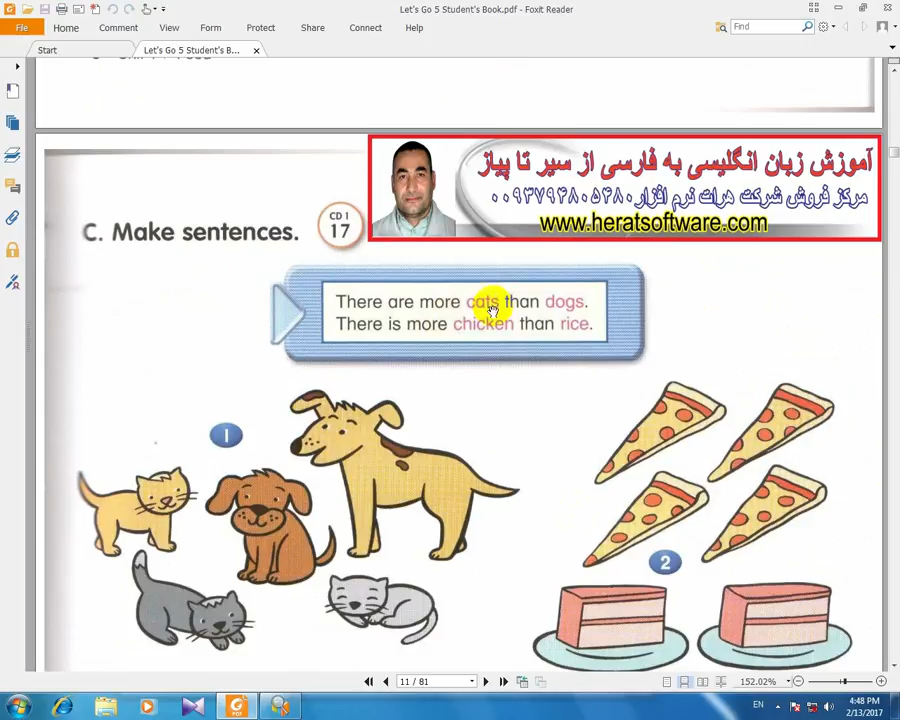 Let's Go 5 Student's Book.pdf - Foxit Reader
File Home Comment View Form Protect Share Connect Help
Find
Start
Let's Go 5 Student's B...
آموزش زبان انگلیسی به فارسی از سیر تا پیاز
مرکز فروش شرکت هرات نرم افزار ۰۰۹۳۷۹۴۸۰۵۴۸۰
www.heratsoftware.com
C. Make sentences.
CD 1
17
There are more cats than dogs.
There is more chicken than rice.
1
2
11 / 81
152.02%
EN
4:48 PM
2/13/2017